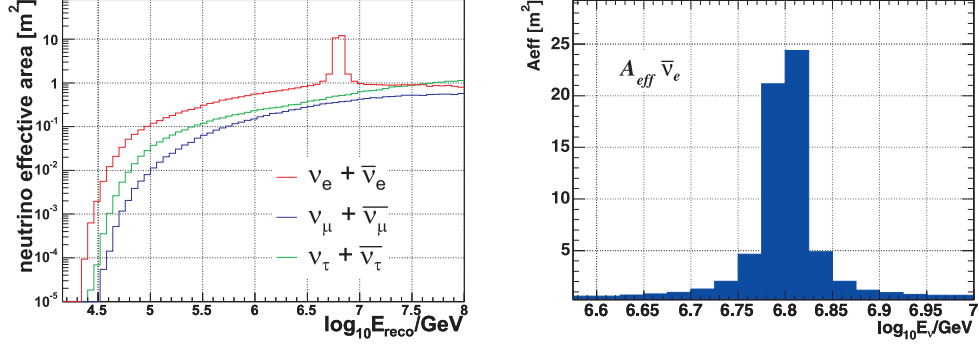 neutrino effective area [m²]
10
1
10⁻¹
10⁻²
10⁻³
10⁻⁴
10⁻⁵
νe + ν̅e
νμ + ν̅μ
ντ + ν̅τ
4.5 5 5.5 6 6.5 7 7.5 8
log₁₀Ereco/GeV
Aeff [m²]
25
20
15
10
5
Aeff ν̅e
6.6 6.65 6.7 6.75 6.8 6.85 6.9 6.95 7
log₁₀Eν/GeV